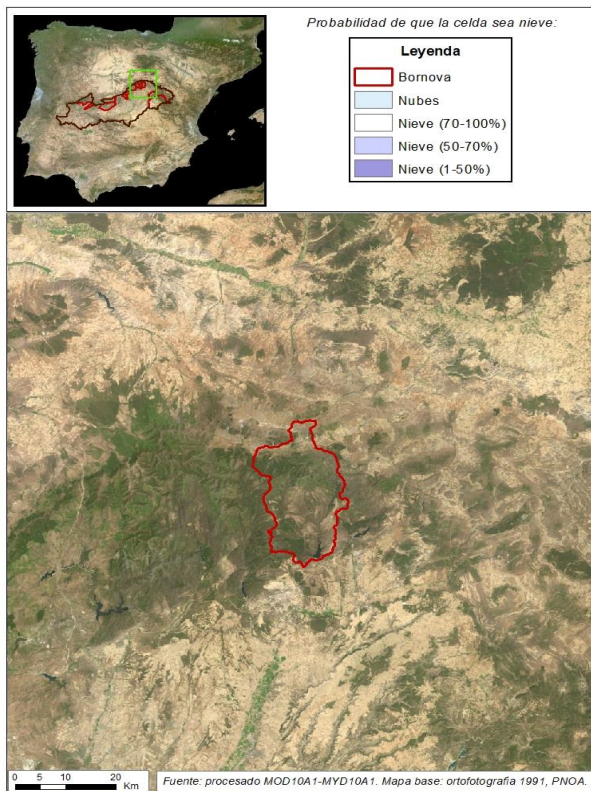 Probabilidad de que la celda sea nieve:
Leyenda
Bornova
Nubes
Nieve (70-100%)
Nieve (50-70%)
Nieve (1-50%)
0 5 10 20
Km
Fuente: procesado MOD10A1-MYD10A1. Mapa base: ortofotografia 1991, PNOA.